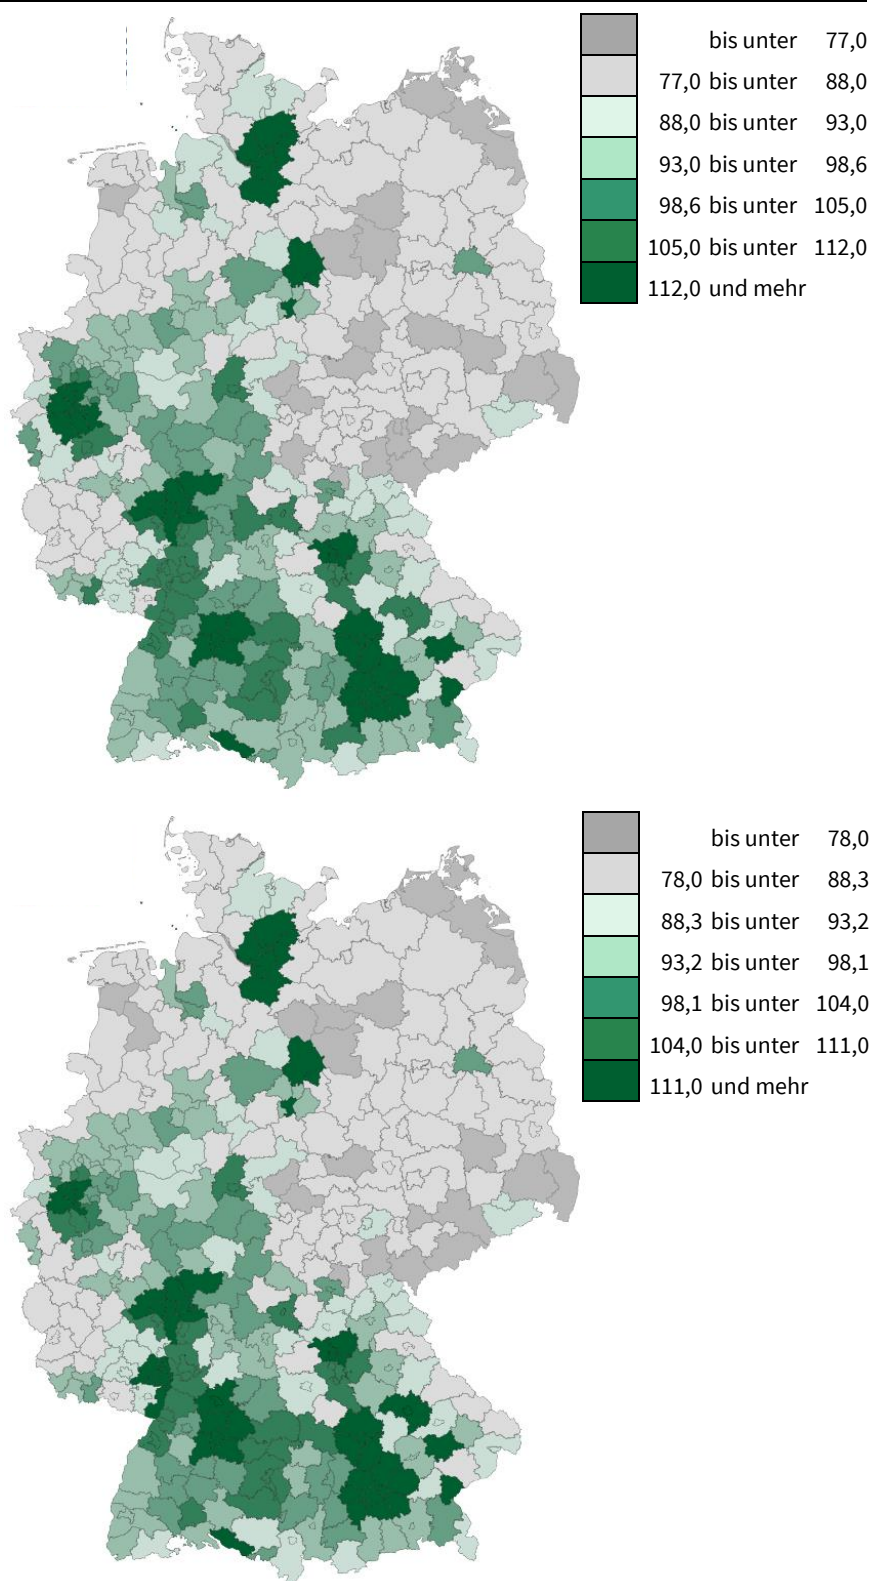 bis unter 77,0
77,0 bis unter 88,0
88,0 bis unter 93,0
93,0 bis unter 98,6
98,6 bis unter 105,0
105,0 bis unter 112,0
112,0 und mehr
bis unter 78,0
78,0 bis unter 88,3
88,3 bis unter 93,2
93,2 bis unter 98,1
98,1 bis unter 104,0
104,0 bis unter 111,0
111,0 und mehr